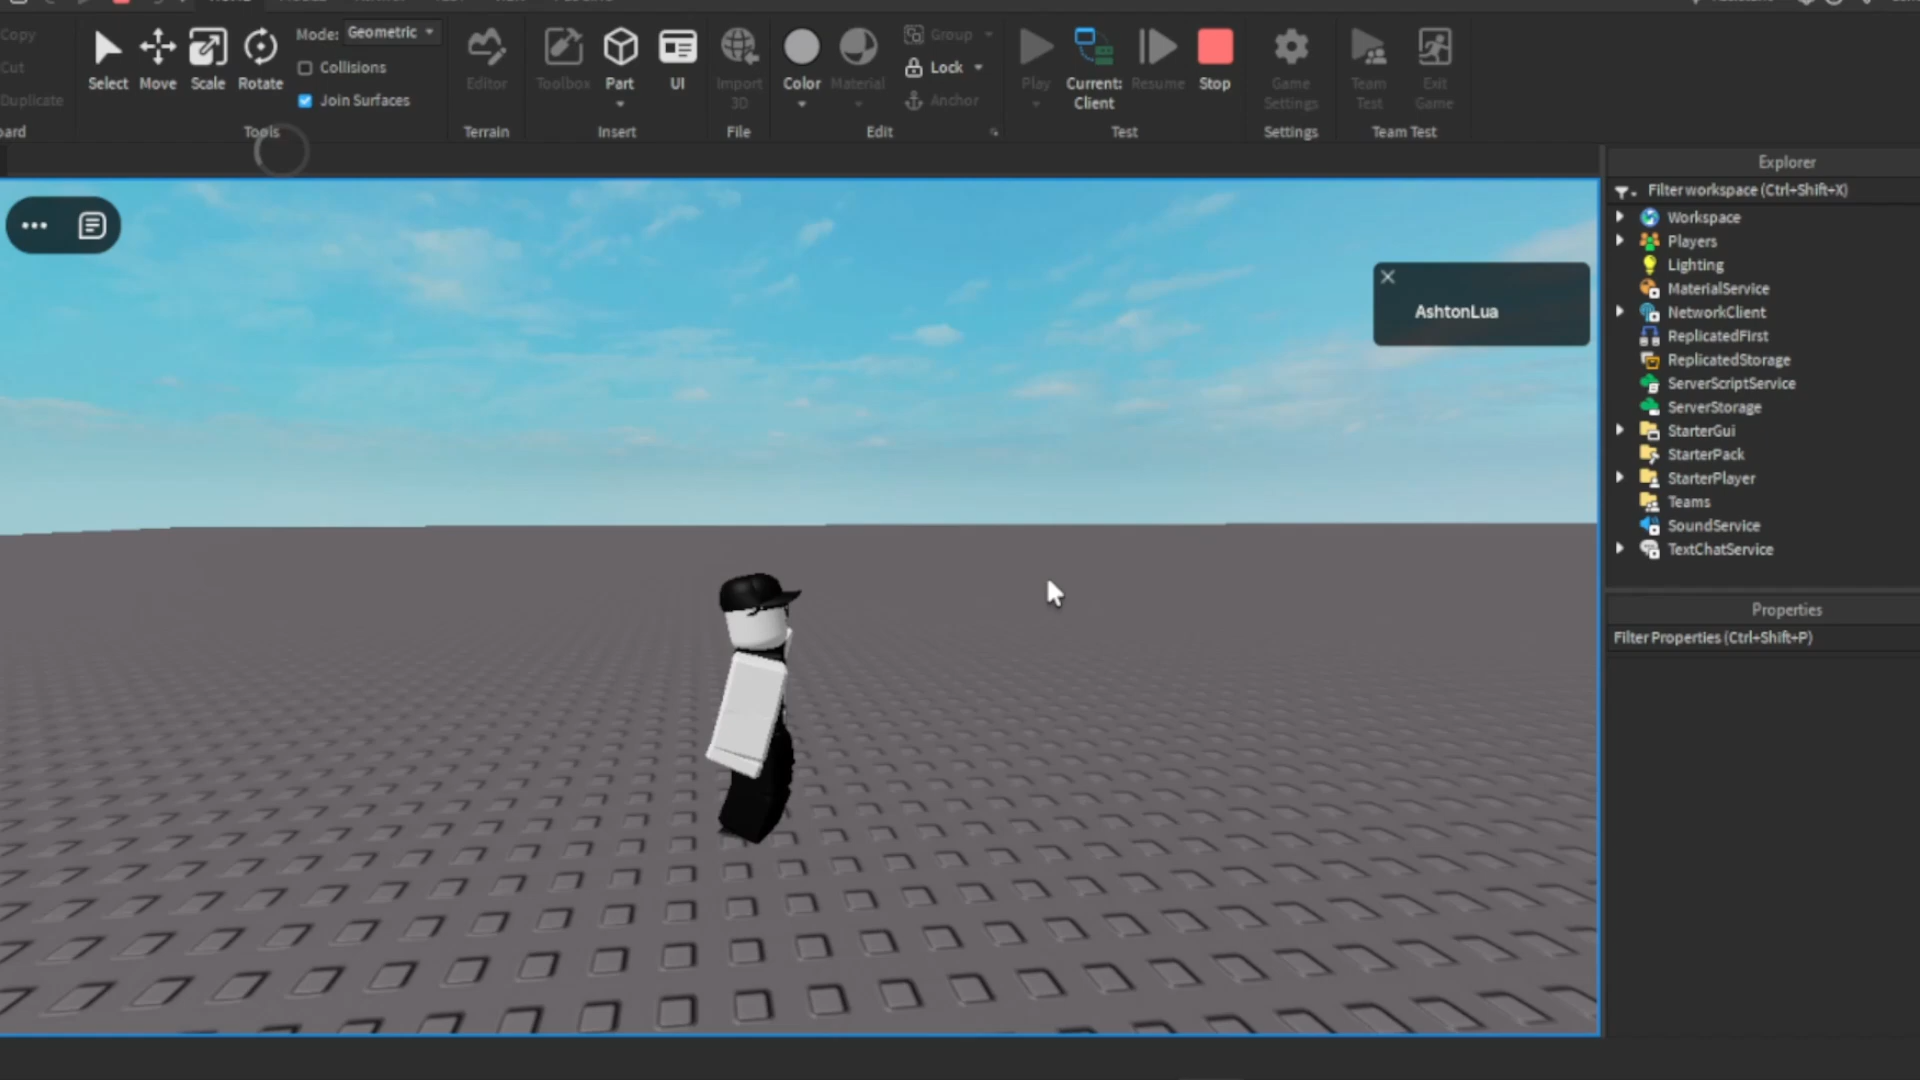 Copy
Cut
Duplicate
Select
Move
Scale
Rotate
Mode: Geometric
Collisions
Join Surfaces
Tools
Editor
Terrain
Toolbox
Part
UI
Insert
Import
3D
File
Color
Material
Group
Lock
Anchor
Edit
Play
Current:
Client
Resume
Stop
Test
Game
Settings
Settings
Team
Test
Exit
Game
Team Test
AshtonLua
Explorer
Filter workspace (Ctrl+Shift+X)
Workspace
Players
Lighting
MaterialService
NetworkClient
ReplicatedFirst
ReplicatedStorage
ServerScriptService
ServerStorage
StarterGui
StarterPack
StarterPlayer
Teams
SoundService
TextChatService
Properties
Filter Properties (Ctrl+Shift+P)